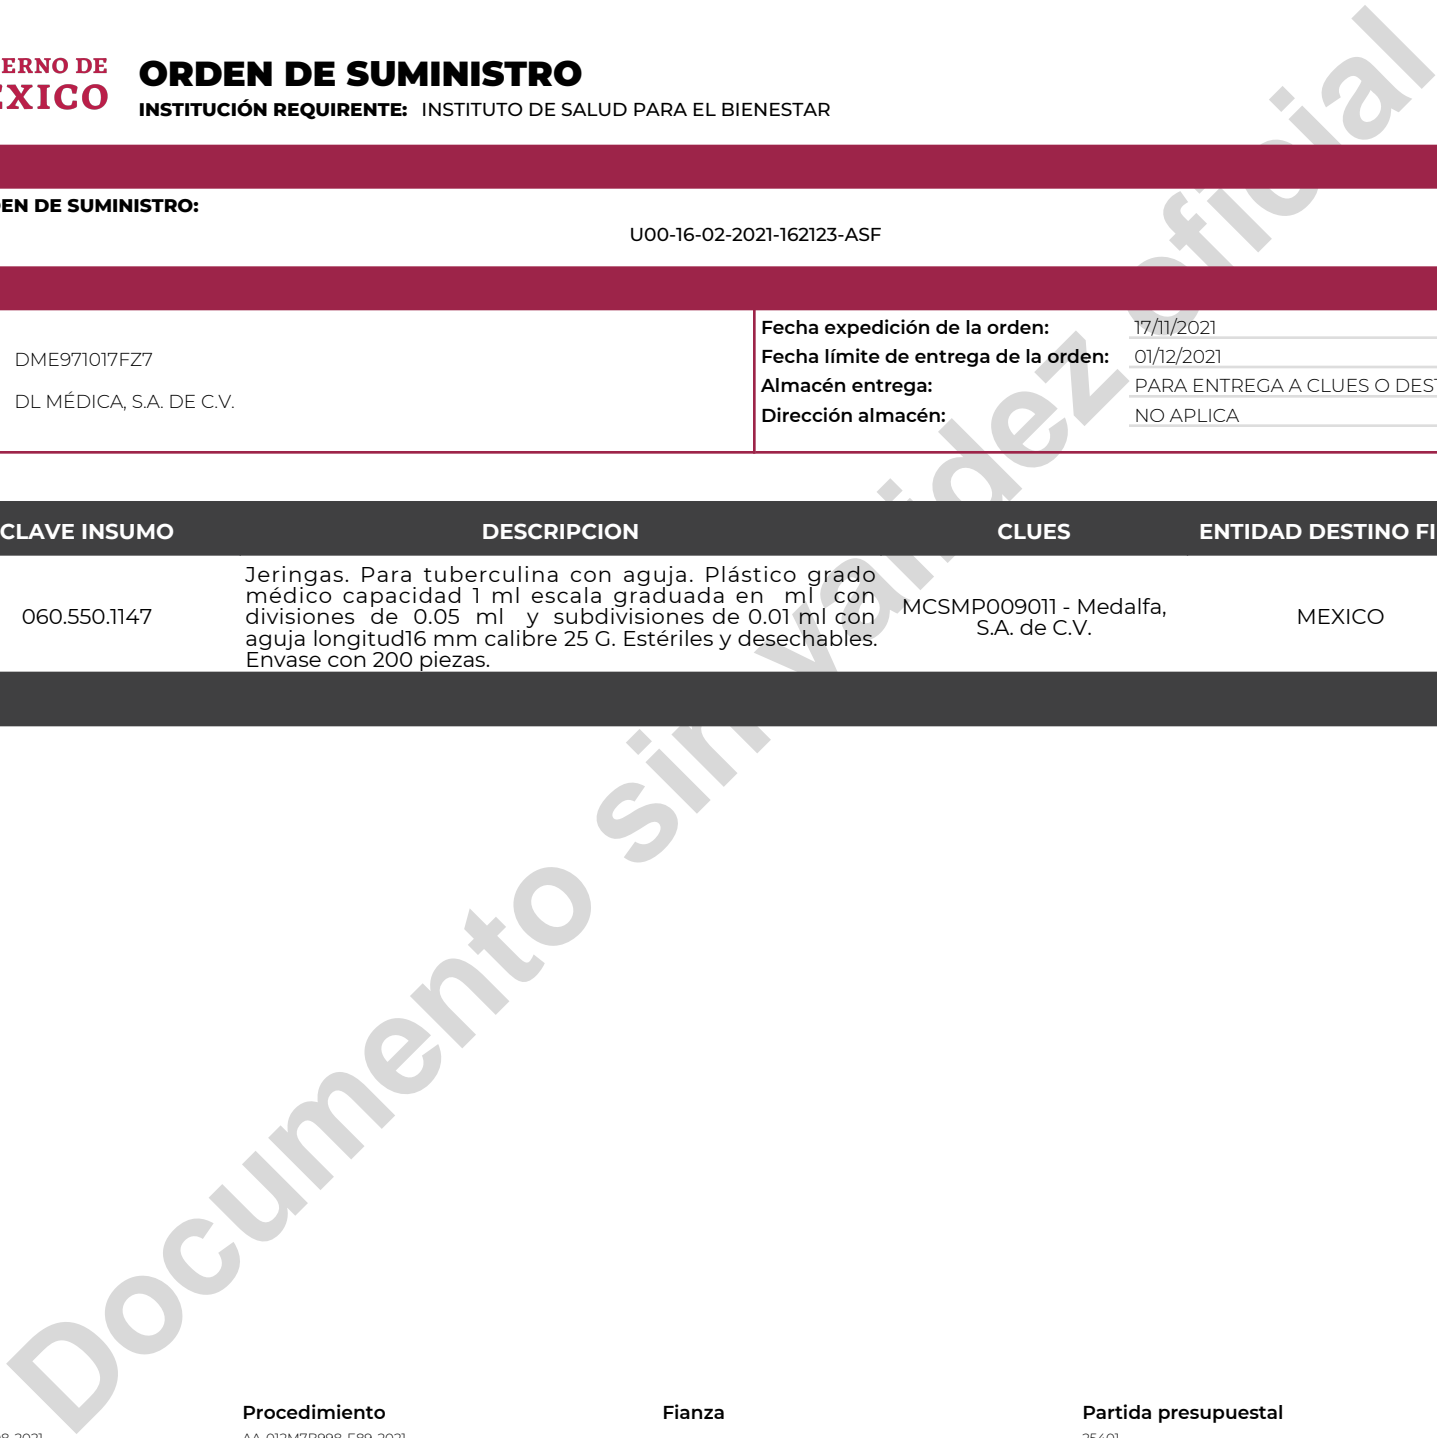 ERNO DE
EXICO
ORDEN DE SUMINISTRO
INSTITUCIÓN REQUIRENTE: INSTITUTO DE SALUD PARA EL BIENESTAR
EN DE SUMINISTRO:
U00-16-02-2021-162123-ASF
DME971017FZ7
DL MÉDICA, S.A. DE C.V.
Fecha expedición de la orden: 17/11/2021
Fecha límite de entrega de la orden: 01/12/2021
Almacén entrega: PARA ENTREGA A CLUES O DEST
Dirección almacén: NO APLICA
CLAVE INSUMO DESCRIPCION CLUES ENTIDAD DESTINO FI
060.550.1147
Jeringas. Para tuberculina con aguja. Plástico grado
médico capacidad 1 ml escala graduada en ml con
divisiones de 0.05 ml y subdivisiones de 0.01 ml con
aguja longitud16 mm calibre 25 G. Estériles y desechables.
Envase con 200 piezas.
MCSMP009011 - Medalfa,
S.A. de C.V.
MEXICO
Documento sin validez oficial
Procedimiento Fianza Partida presupuestal